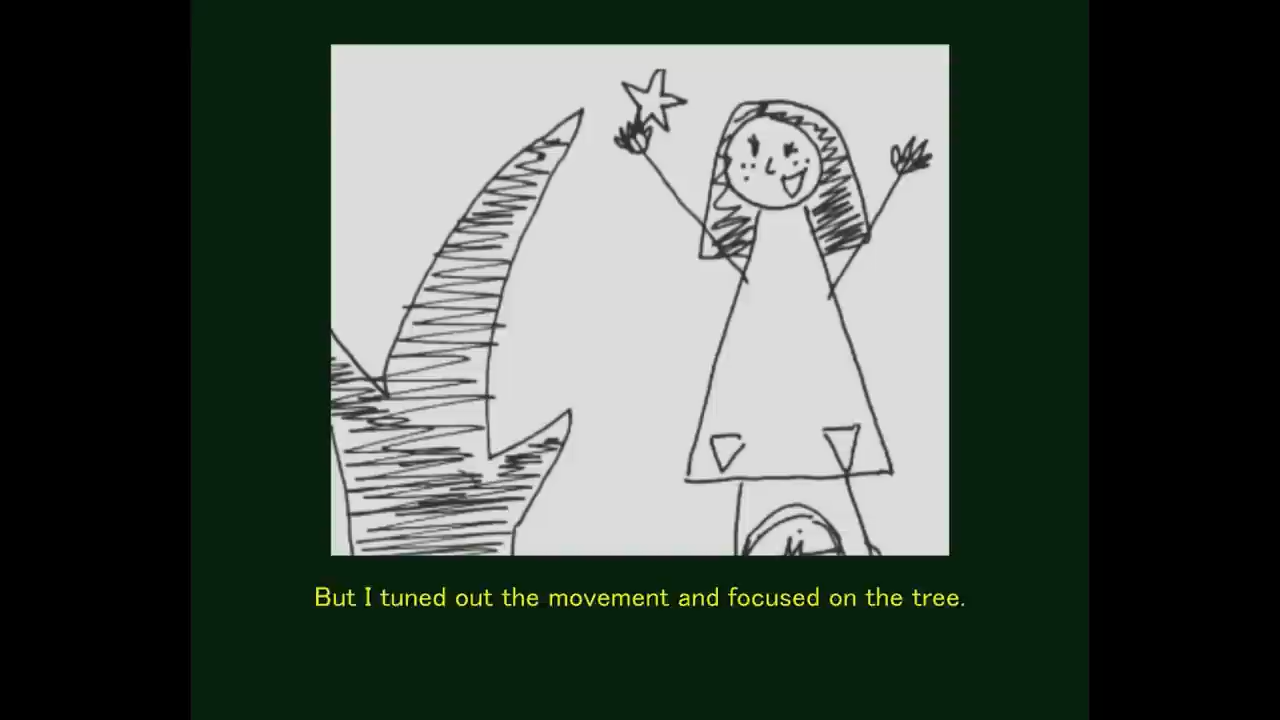 But I tuned out the movement and focused on the tree.